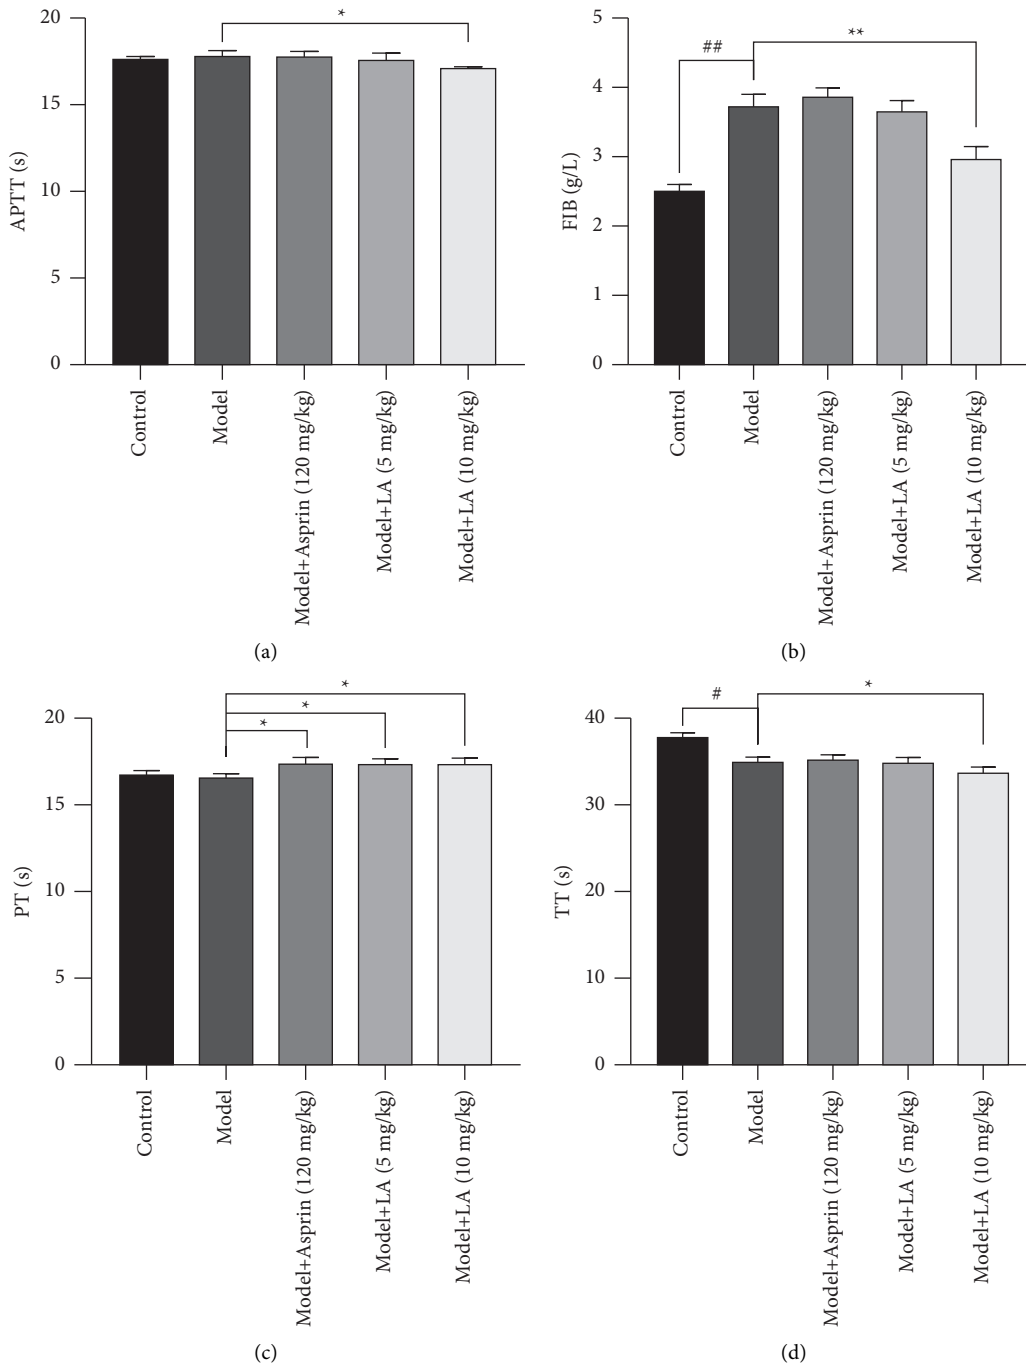 *
20
15
10
5
0
APTT (s)
Control
Model
Model+Asprin (120 mg/kg)
Model+LA (5 mg/kg)
Model+LA (10 mg/kg)
(a)
##
**
5
4
3
2
1
0
FIB (g/L)
Control
Model
Model+Asprin (120 mg/kg)
Model+LA (5 mg/kg)
Model+LA (10 mg/kg)
(b)
*
*
*
20
15
10
5
0
PT (s)
Control
Model
Model+Asprin (120 mg/kg)
Model+LA (5 mg/kg)
Model+LA (10 mg/kg)
(c)
#
*
40
30
20
10
0
TT (s)
Control
Model
Model+Asprin (120 mg/kg)
Model+LA (5 mg/kg)
Model+LA (10 mg/kg)
(d)